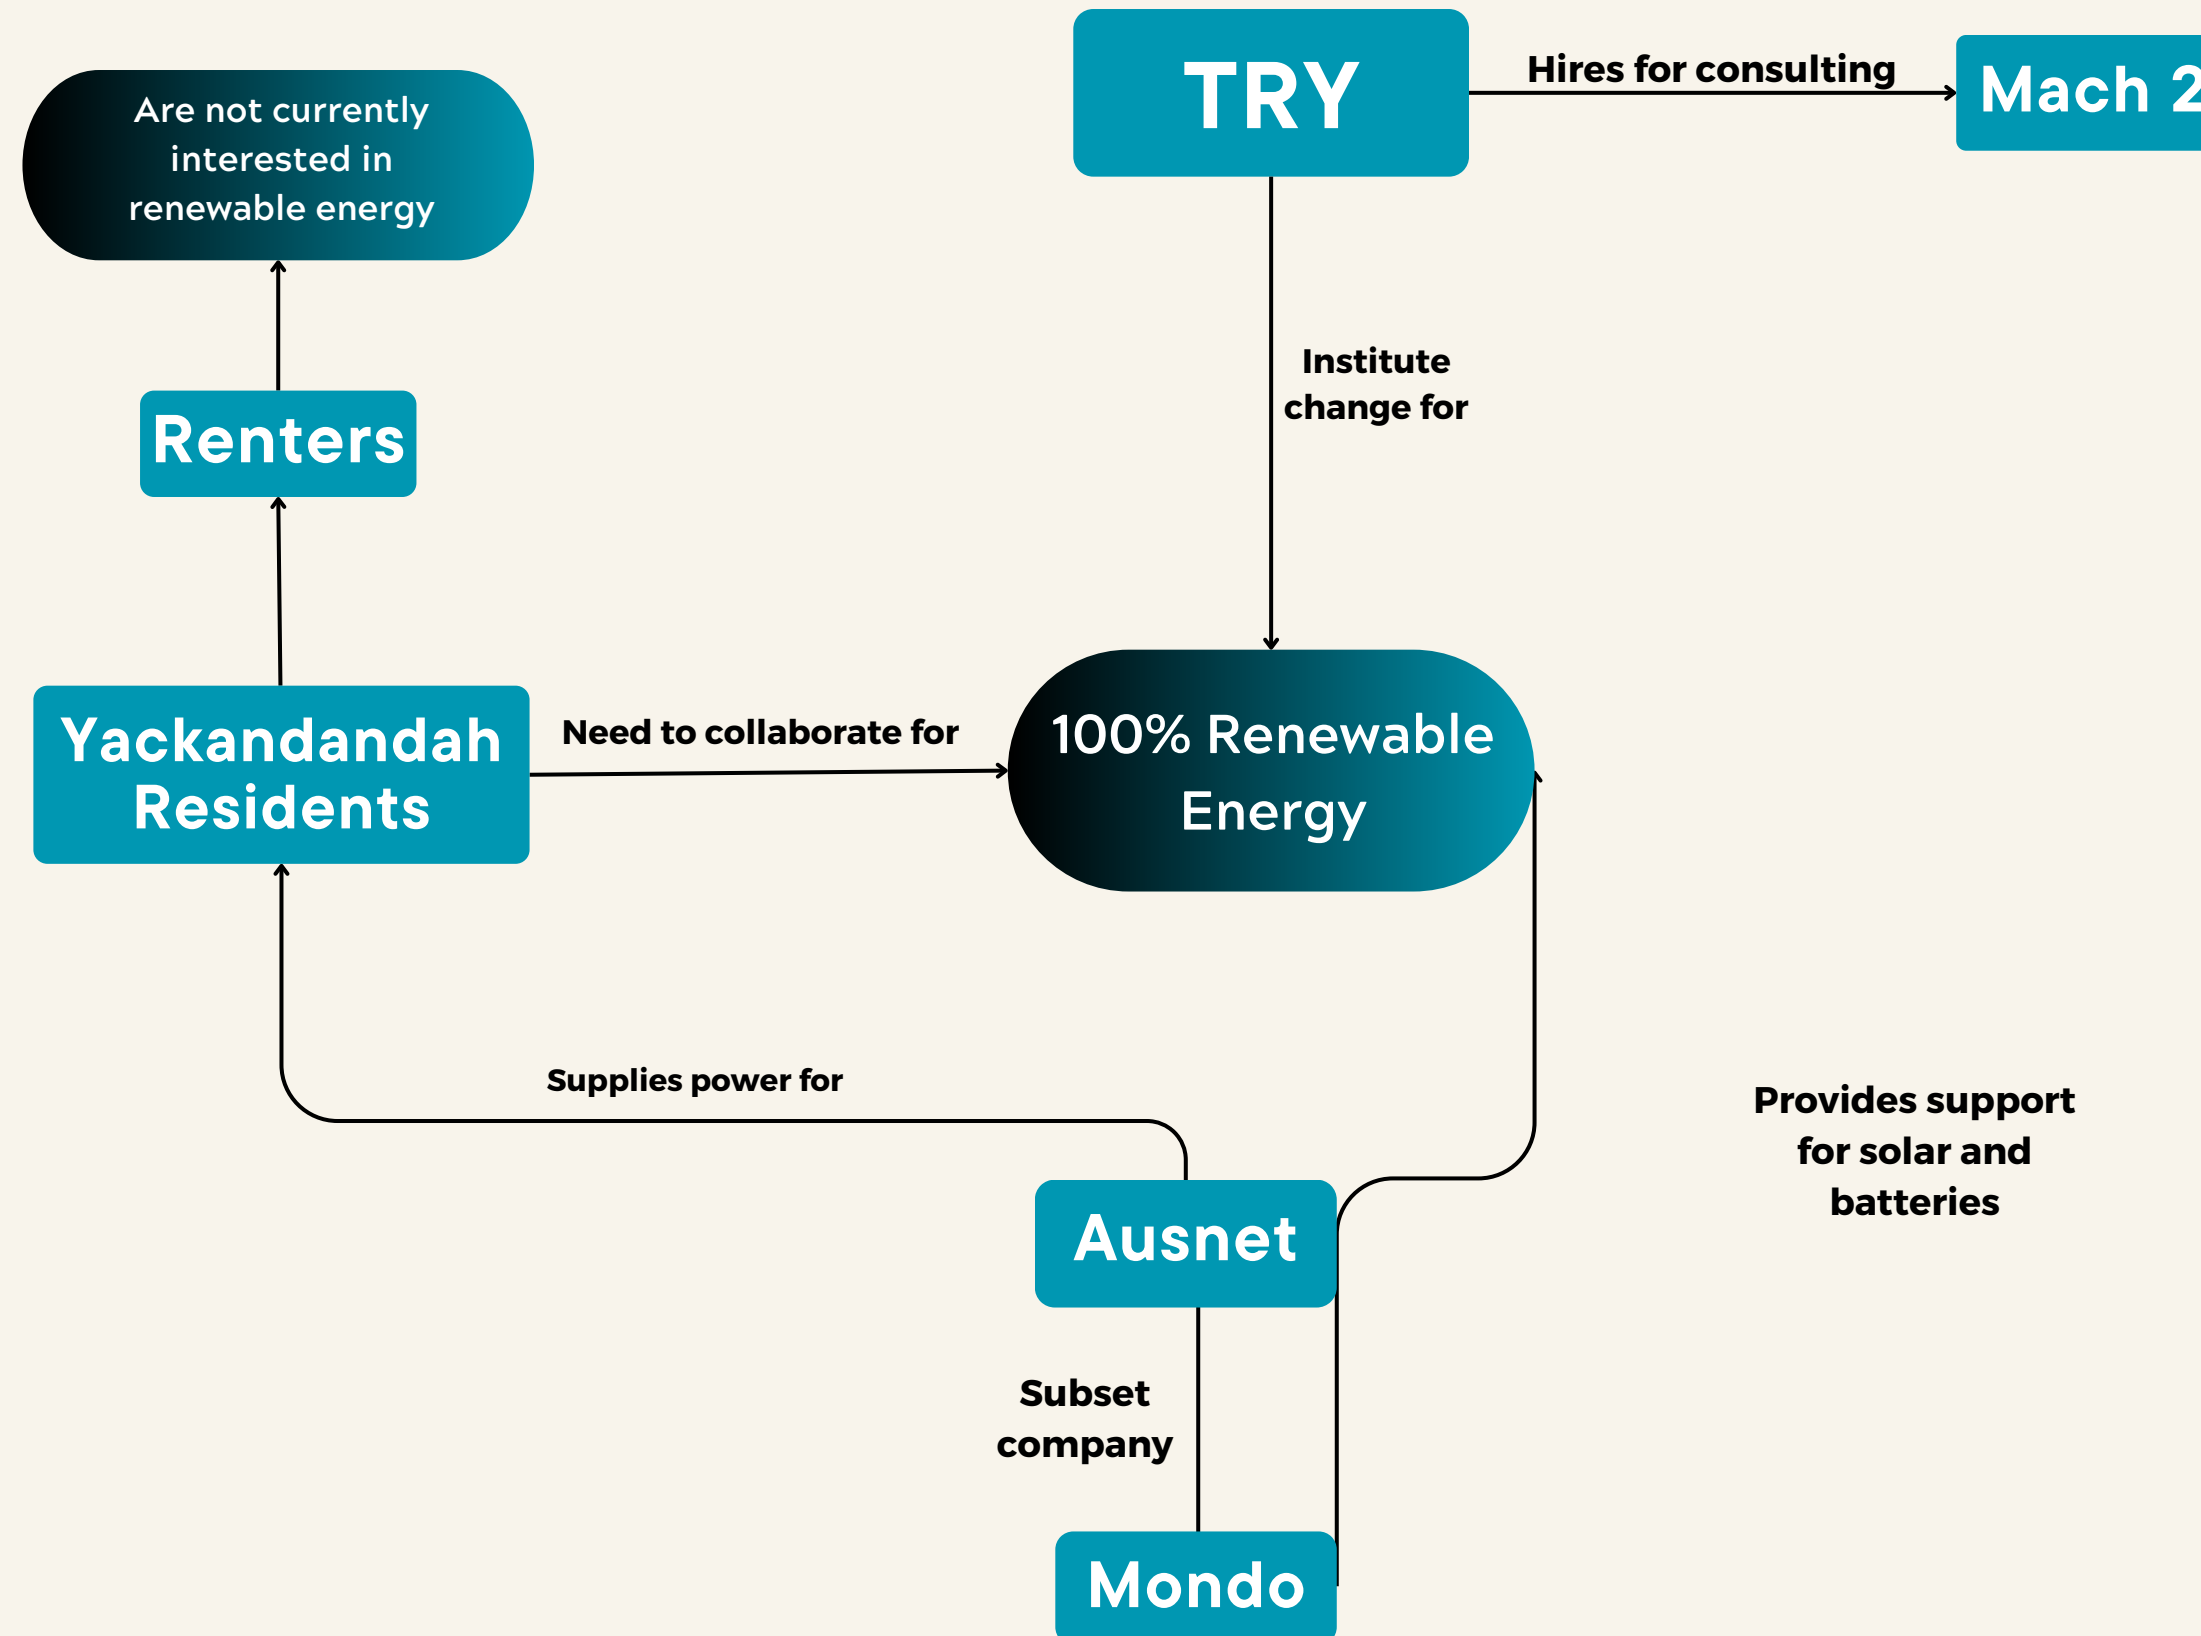 TRY
Hires for consulting
Mach 2
Are not currently
interested in
renewable energy
Institute
change for
Renters
Yackandandah
Residents
Need to collaborate for
100% Renewable
Energy
Supplies power for
Provides support
for solar and
batteries
Ausnet
Subset
company
Mondo